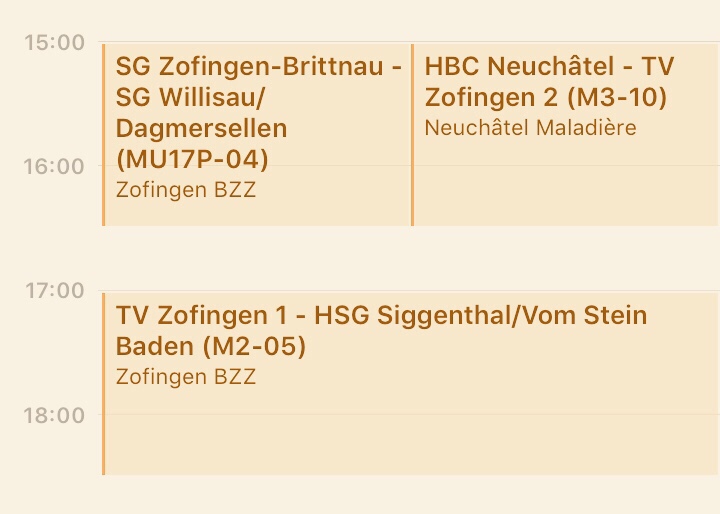 15:00
SG Zofingen-Brittnau -
SG Willisau/
Dagmersellen
(MU17P-04)
Zofingen BZZ
HBC Neuchâtel - TV
Zofingen 2 (M3-10)
Neuchâtel Maladière
16:00
17:00
TV Zofingen 1 - HSG Siggenthal/Vom Stein
Baden (M2-05)
Zofingen BZZ
18:00